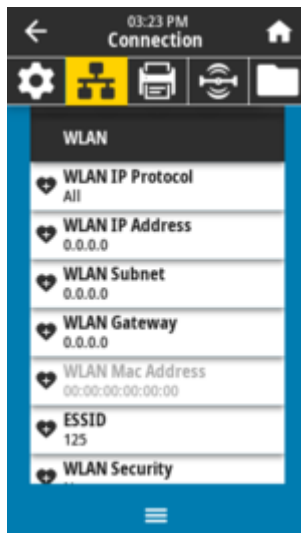 03:23 PM
Connection
WLAN
WLAN IP Protocol
All
WLAN IP Address
0.0.0.0
WLAN Subnet
0.0.0.0
WLAN Gateway
0.0.0.0
WLAN Mac Address
00:00:00:00:00:00
ESSID
125
WLAN Security